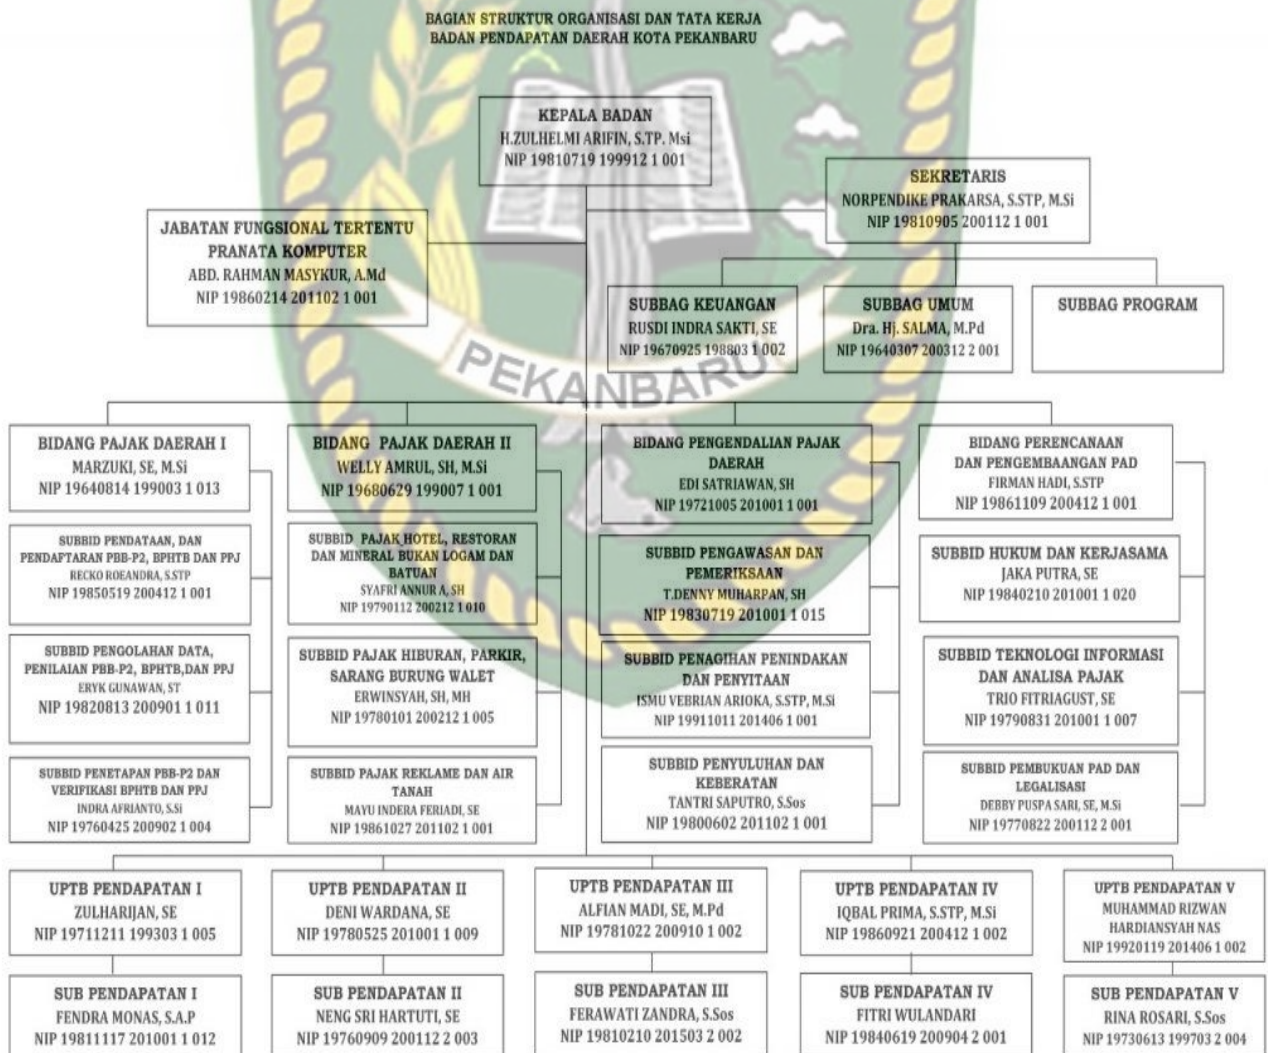 BAGIAN STRUKTUR ORGANISASI DAN TATA KERJA
BADAN PENDAPATAN DAERAH KOTA PEKANBARU
KEPALA BADAN
H.ZULHELMI ARIFIN, S.TP. Msi
NIP 19810719 199912 1 001
SEKRETARIS
NORPENDIKE PRAKARSA, S.STP, M.Si
NIP 19810905 200112 1 001
JABATAN FUNGSIONAL TERTENTU
PRANATA KOMPUTER
ABD. RAHMAN MASYKUR, A.Md
NIP 19860214 201102 1 001
SUBBAG KEUANGAN
RUSDI INDRA SAKTI, SE
NIP 19670925 198803 1 002
SUBBAG UMUM
Dra. Hj. SALMA, M.Pd
NIP 19640307 200312 2 001
SUBBAG PROGRAM
PEKANBARU
BIDANG PAJAK DAERAH I
MARZUKI, SE, M.Si
NIP 19640814 199003 1 013
SUBBID PENDATAAN, DAN
PENDAFTARAN PBB-P2, BPHTB DAN PPJ
RECKO ROEANDRA, S.STP
NIP 19850519 200412 1 001
SUBBID PENGOLAHAN DATA,
PENILAIAN PBB-P2, BPHTB,DAN PPJ
ERYK GUNAWAN, ST
NIP 19820813 200901 1 011
SUBBID PENETAPAN PBB-P2 DAN
VERIFIKASI BPHTB DAN PPJ
INDRA AFRIANTO, S.Si
NIP 19760425 200902 1 004
BIDANG PAJAK DAERAH II
WELLY AMRUL, SH, M.Si
NIP 19680629 199007 1 001
SUBBID PAJAK HOTEL, RESTORAN
DAN MINERAL BUKAN LOGAM DAN
BATUAN
SYAFRI ANNUR A, SH
NIP 19790112 200212 1 010
SUBBID PAJAK HIBURAN, PARKIR,
SARANG BURUNG WALET
ERWINSYAH, SH, MH
NIP 19780101 200212 1 005
SUBBID PAJAK REKLAME DAN AIR
TANAH
MAYU INDERA FERIADI, SE
NIP 19861027 201102 1 001
BIDANG PENGENDALIAN PAJAK
DAERAH
EDI SATRIAWAN, SH
NIP 19721005 201001 1 001
SUBBID PENGAWASAN DAN
PEMERIKSAAN
T.DENNY MUHARPAN, SH
NIP 19830719 201001 1 015
SUBBID PENAGIHAN PENINDAKAN
DAN PENYITAAN
ISMU VEBRIAN ARIOKA, S.STP, M.Si
NIP 19911011 201406 1 001
SUBBID PENYULUHAN DAN
KEBERATAN
TANTRI SAPUTRO, S.Sos
NIP 19800602 201102 1 001
BIDANG PERENCANAAN
DAN PENGEMBAANGAN PAD
FIRMAN HADI, S.STP
NIP 19861109 200412 1 001
SUBBID HUKUM DAN KERJASAMA
JAKA PUTRA, SE
NIP 19840210 201001 1 020
SUBBID TEKNOLOGI INFORMASI
DAN ANALISA PAJAK
TRIO FITRIAGUST, SE
NIP 19790831 201001 1 007
SUBBID PEMBUKUAN PAD DAN
LEGALISASI
DEBBY PUSPA SARI, SE, M.Si
NIP 19770822 200112 2 001
UPTB PENDAPATAN I
ZULHARIJAN, SE
NIP 19711211 199303 1 005
UPTB PENDAPATAN II
DENI WARDANA, SE
NIP 19780525 201001 1 009
UPTB PENDAPATAN III
ALFIAN MADI, SE, M.Pd
NIP 19781022 200910 1 002
UPTB PENDAPATAN IV
IQBAL PRIMA, S.STP, M.Si
NIP 19860921 200412 1 002
UPTB PENDAPATAN V
MUHAMMAD RIZWAN
HARDIANSYAH NAS
NIP 19920119 201406 1 002
SUB PENDAPATAN I
FENDRA MONAS, S.A.P
NIP 19811117 201001 1 012
SUB PENDAPATAN II
NENG SRI HARTUTI, SE
NIP 19760909 200112 2 003
SUB PENDAPATAN III
FERAWATI ZANDRA, S.Sos
NIP 19810210 201503 2 002
SUB PENDAPATAN IV
FITRI WULANDARI
NIP 19840619 200904 2 001
SUB PENDAPATAN V
RINA ROSARI, S.Sos
NIP 19730613 199703 2 004